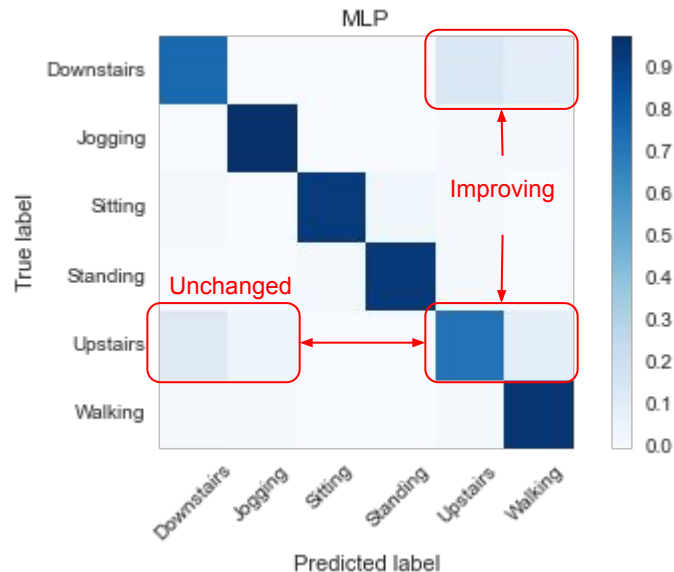 MLP
True label
Downstairs
Jogging
Sitting
Standing
Upstairs
Walking
Improving
Unchanged
0.9
0.8
0.7
0.6
0.5
0.4
0.3
0.2
0.1
0.0
Downstairs
Jogging
Sitting
Standing
Upstairs
Walking
Predicted label